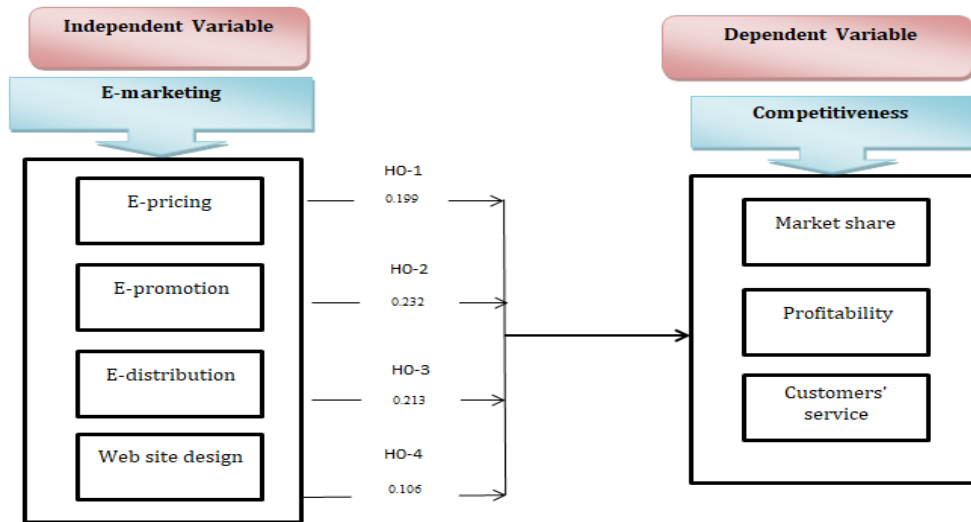 Independent Variable
E-marketing
E-pricing
E-promotion
E-distribution
Web site design
HO-1
0.199
HO-2
0.232
HO-3
0.213
HO-4
0.106
Dependent Variable
Competitiveness
Market share
Profitability
Customers'
service